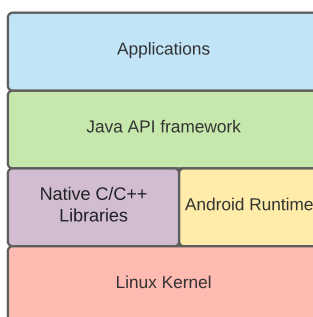 Applications
Java API framework
Native C/C++
Libraries
Android Runtime
Linux Kernel